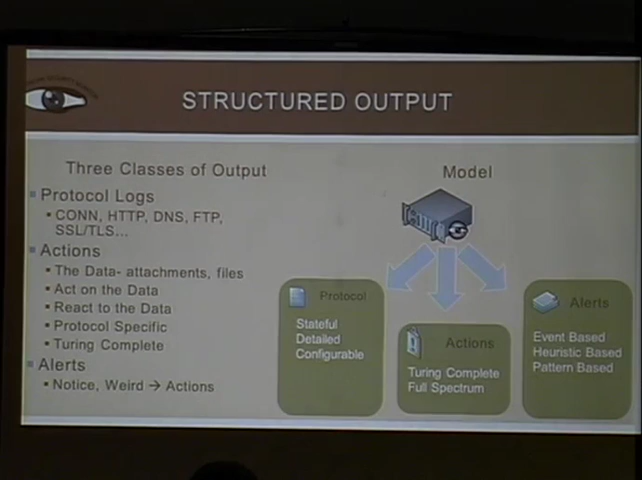 STRUCTURED OUTPUT
Three Classes of Output
Protocol Logs
CONN, HTTP, DNS, FTP,
SSL/TLS...
Actions
The Data- attachments, files
Act on the Data
React to the Data
Protocol Specific
Turing Complete
Alerts
Notice, Weird → Actions
Model
Protocol
Stateful
Detailed
Configurable
Actions
Turing Complete
Full Spectrum
Alerts
Event Based
Heuristic Based
Pattern Based